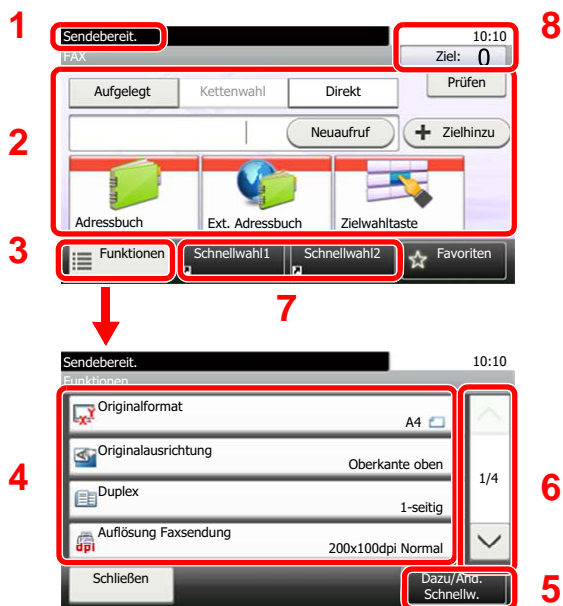 1
Sendebereit.
10:10
8
FAX
Ziel: 0
Aufgelegt
Kettenwahl
Direkt
Prüfen
2
Neuaufruf
Zielhinzu
Adressbuch
Ext. Adressbuch
Zielwahltaste
3
Funktionen
Schnellwahl1
Schnellwahl2
Favoriten
7
Sendebereit.
10:10
Funktionen
Originalformat
A4
Originalausrichtung
Oberkante oben
4
1/4
6
Duplex
1-seitig
Auflösung Faxsendung
dpi
200x100dpi Normal
Schließen
Dazu/Änd.
Schnellw.
5